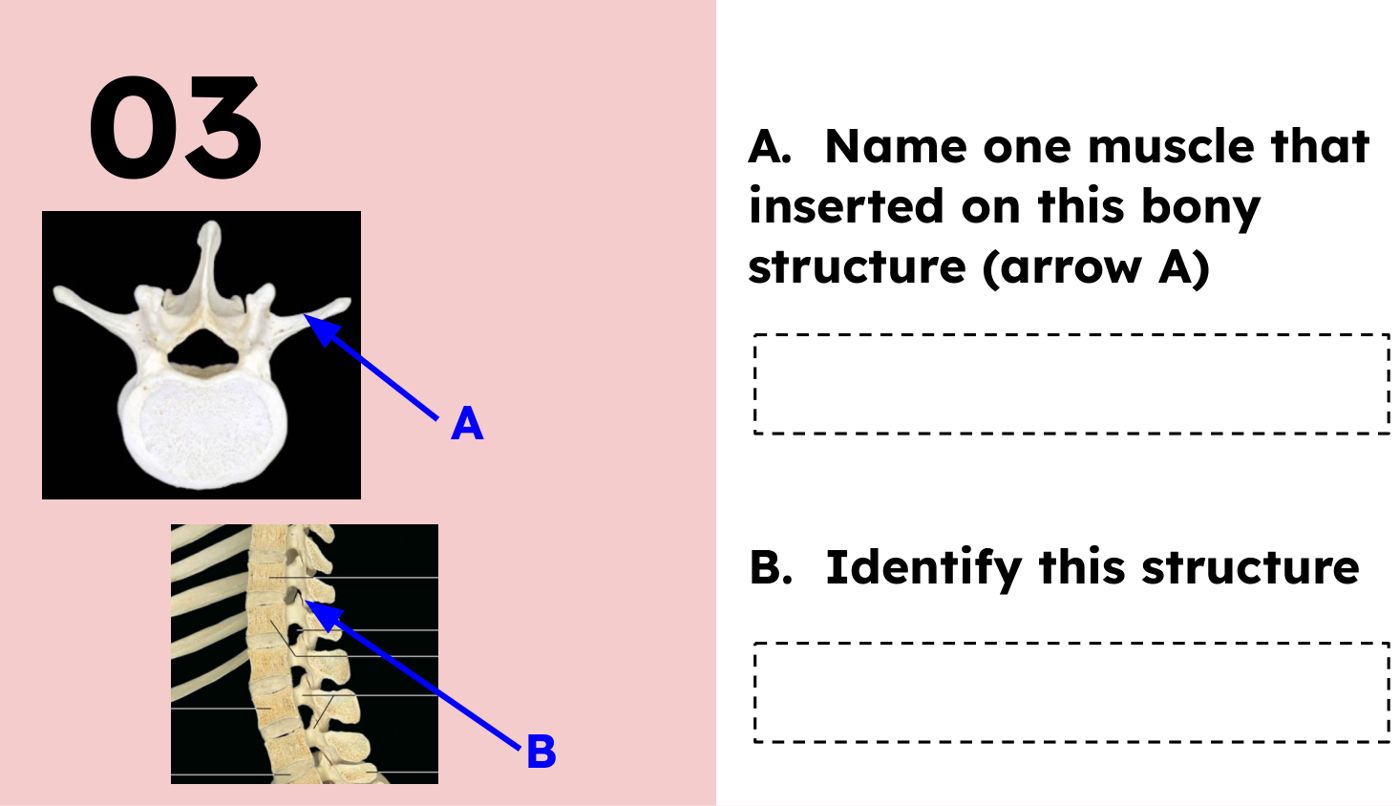 03
A. Name one muscle that
inserted on this bony
structure (arrow A)
A
B. Identify this structure
B